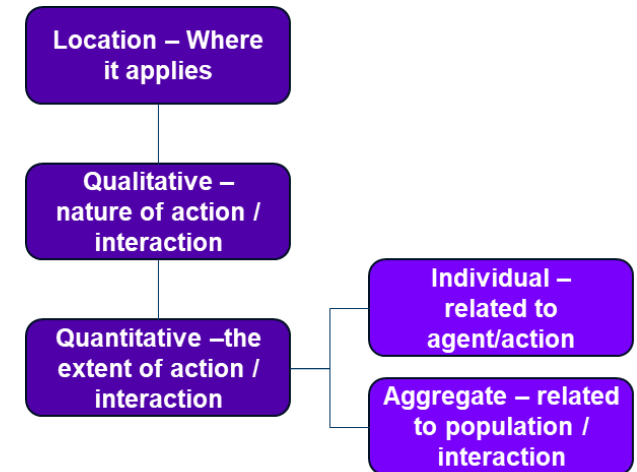 Location – Where
it applies
Qualitative –
nature of action /
interaction
Quantitative –the
extent of action /
interaction
Individual –
related to
agent/action
Aggregate – related
to population /
interaction